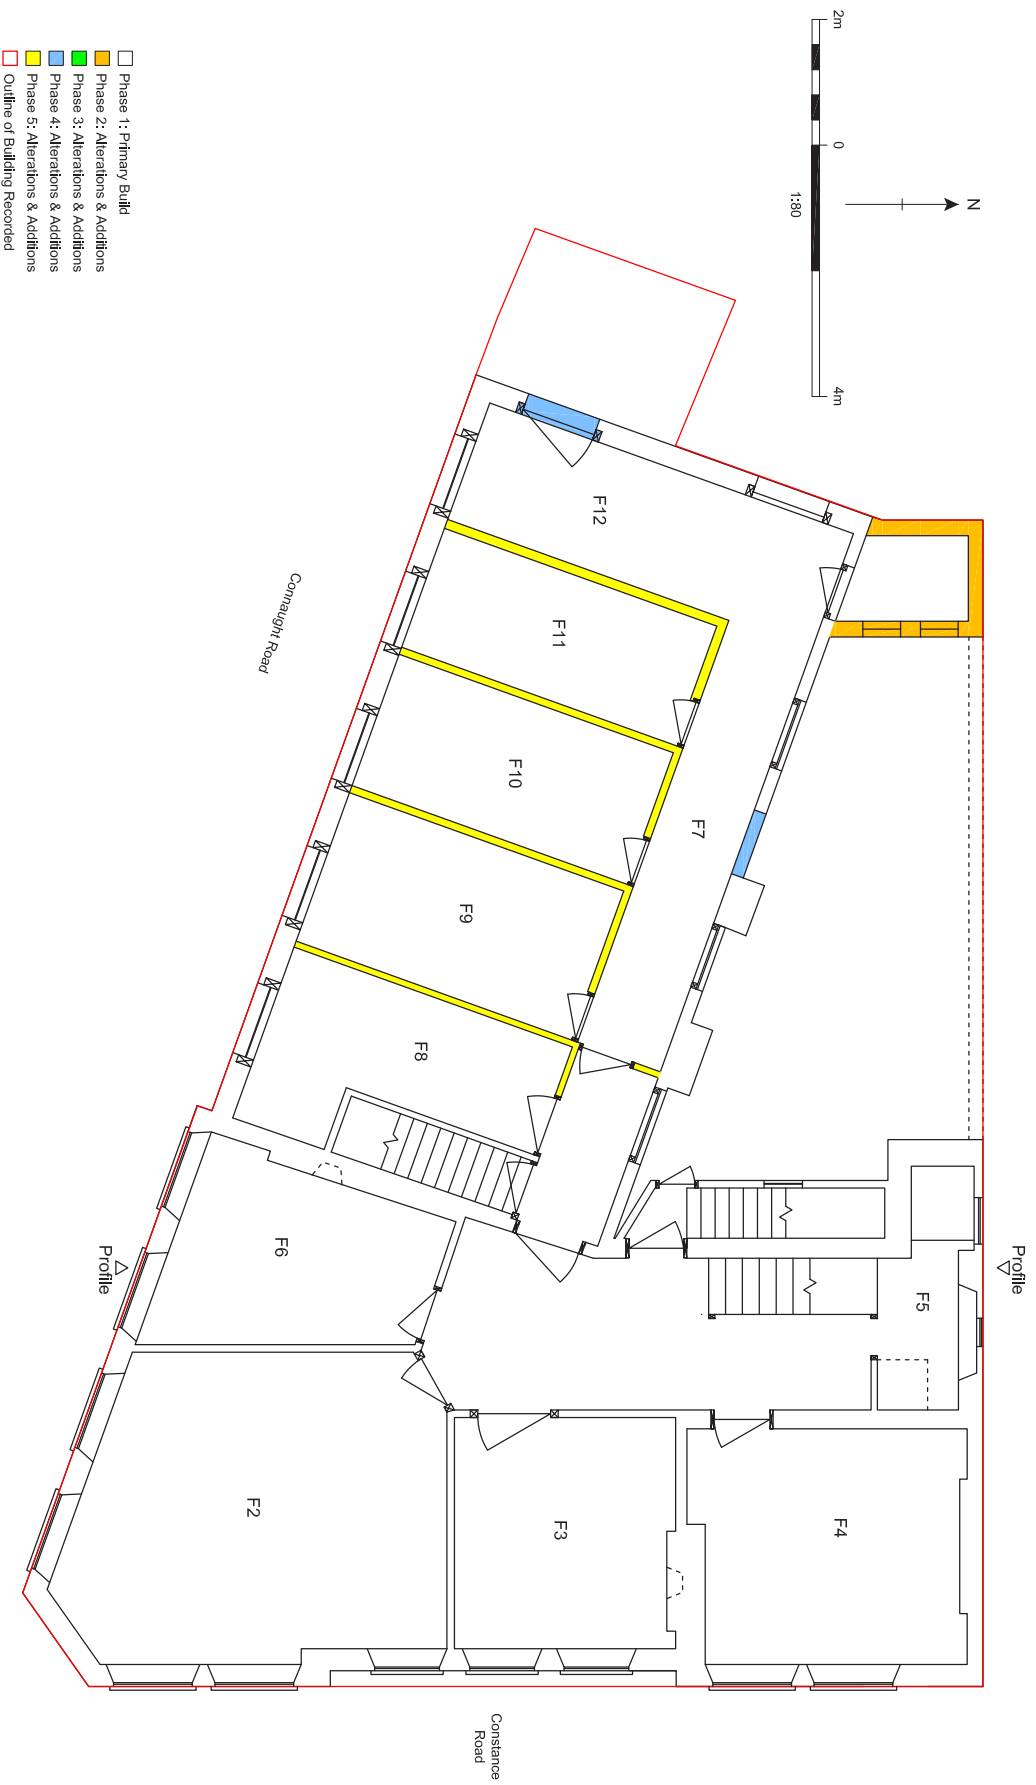 N
2m
0
4m
1:80
F12
F11
F10
F9
F8
F7
F6
F5
F4
F3
F2
Connaught Road
Profile
Profile
Constance
Road
Phase 1: Primary Build
Phase 2: Alterations & Additions
Phase 3: Alterations & Additions
Phase 4: Alterations & Additions
Phase 5: Alterations & Additions
Outline of Building Recorded